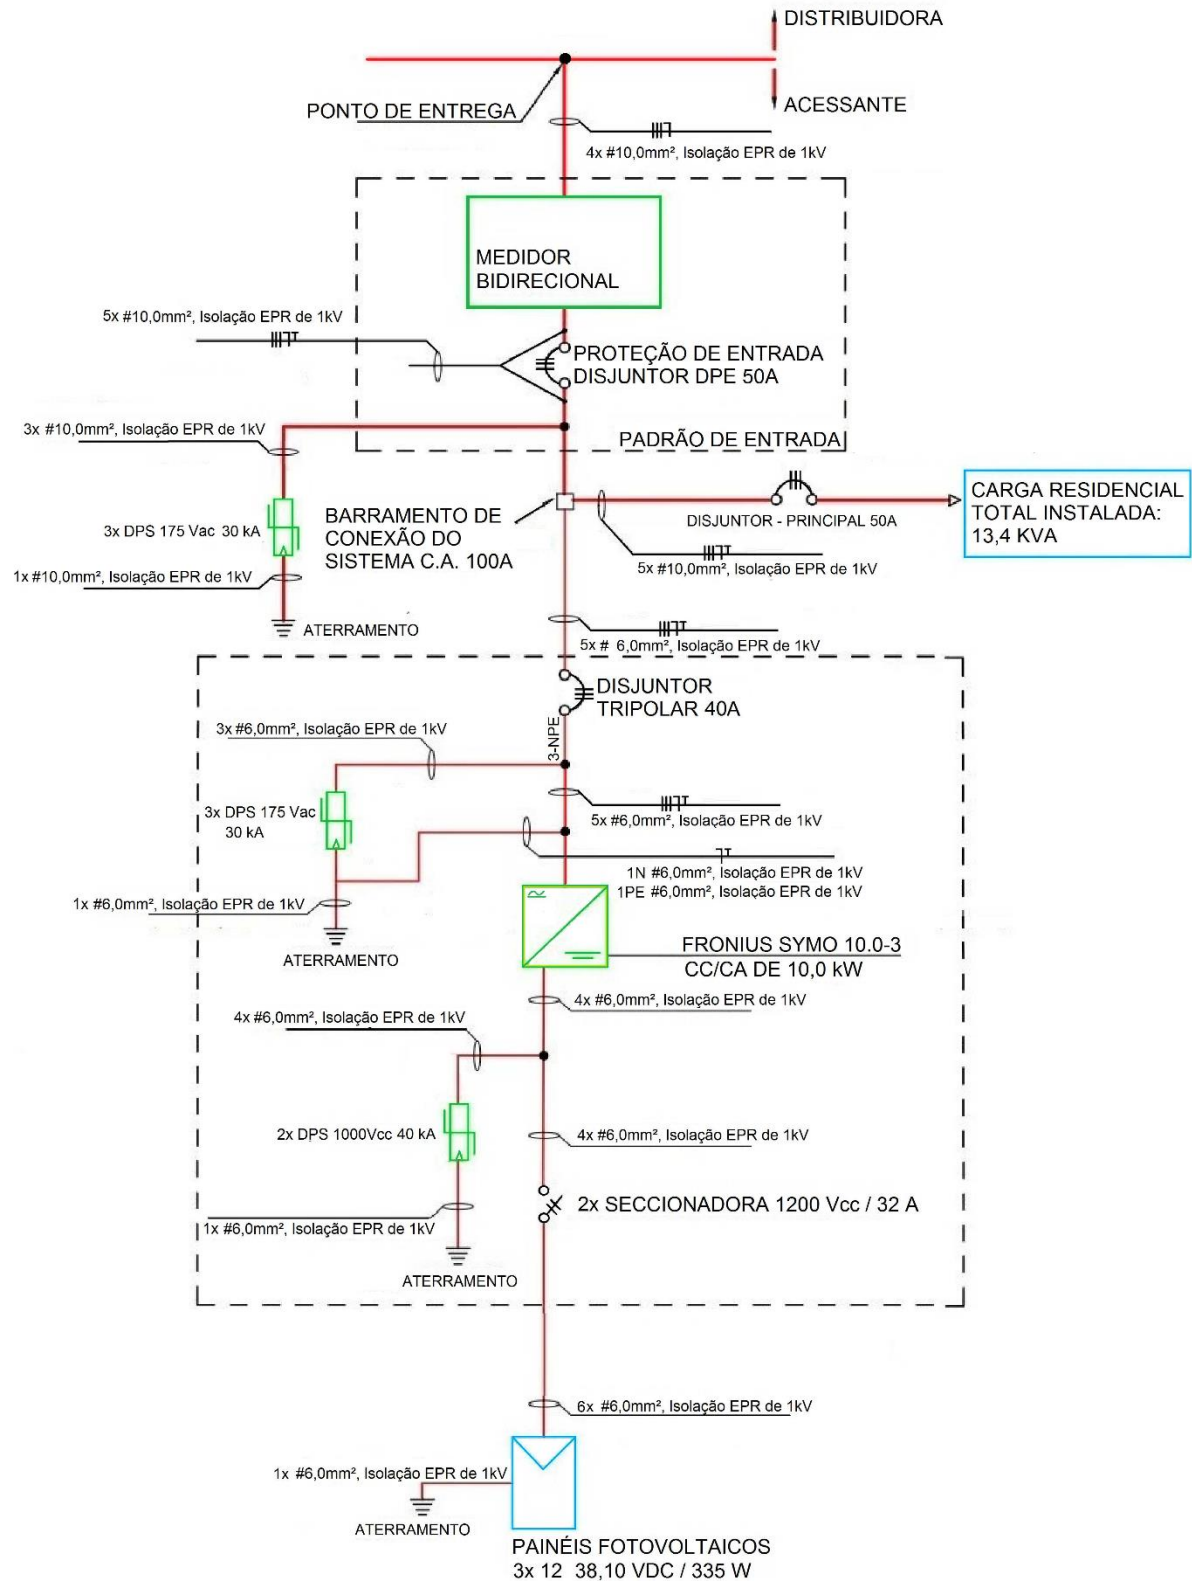 DISTRIBUIDORA
PONTO DE ENTREGA
ACESSANTE
4x #10,0mm², Isolação EPR de 1kV
MEDIDOR
BIDIRECIONAL
5x #10,0mm², Isolação EPR de 1kV
PROTEÇÃO DE ENTRADA
DISJUNTOR DPE 50A
3x #10,0mm², Isolação EPR de 1kV
PADRÃO DE ENTRADA
3x DPS 175 Vac 30 kA
BARRAMENTO DE
CONEXÃO DO
SISTEMA C.A. 100A
DISJUNTOR - PRINCIPAL 50A
CARGA RESIDENCIAL
TOTAL INSTALADA:
13,4 KVA
5x #10,0mm², Isolação EPR de 1kV
1x #10,0mm², Isolação EPR de 1kV
ATERRAMENTO
5x # 6,0mm², Isolação EPR de 1kV
DISJUNTOR
TRIPOLAR 40A
3-NPE
3x #6,0mm², Isolação EPR de 1kV
3x DPS 175 Vac
30 kA
5x #6,0mm², Isolação EPR de 1kV
1N #6,0mm², Isolação EPR de 1kV
1PE #6,0mm², Isolação EPR de 1kV
1x #6,0mm², Isolação EPR de 1kV
ATERRAMENTO
FRONIUS SYMO 10.0-3
CC/CA DE 10,0 kW
4x #6,0mm², Isolação EPR de 1kV
4x #6,0mm², Isolação EPR de 1kV
2x DPS 1000Vcc 40 kA
4x #6,0mm², Isolação EPR de 1kV
2x SECCIONADORA 1200 Vcc / 32 A
1x #6,0mm², Isolação EPR de 1kV
ATERRAMENTO
6x #6,0mm², Isolação EPR de 1kV
1x #6,0mm², Isolação EPR de 1kV
ATERRAMENTO
PAINÉIS FOTOVOLTAICOS
3x 12 38,10 VDC / 335 W